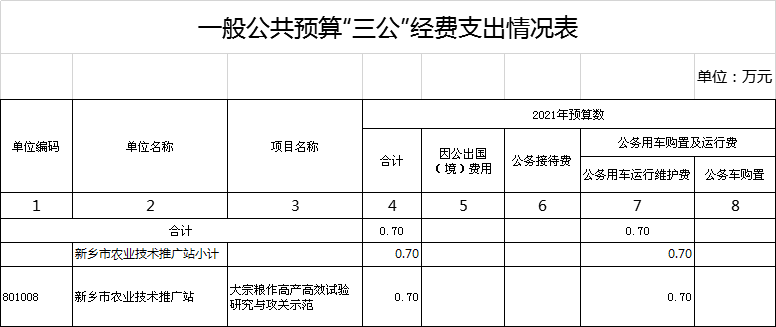 一般公共预算“三公”经费支出情况表
单位：万元
单位编码 单位名称 项目名称 2021年预算数
合计 因公出国（境）费用 公务接待费 公务用车购置及运行费
公务用车运行维护费 公务车购置
1 2 3 4 5 6 7 8
合计 0.70 0.70
新乡市农业技术推广站小计 0.70 0.70
801008 新乡市农业技术推广站 大宗粮作高产高效试验研究与攻关示范 0.70 0.70